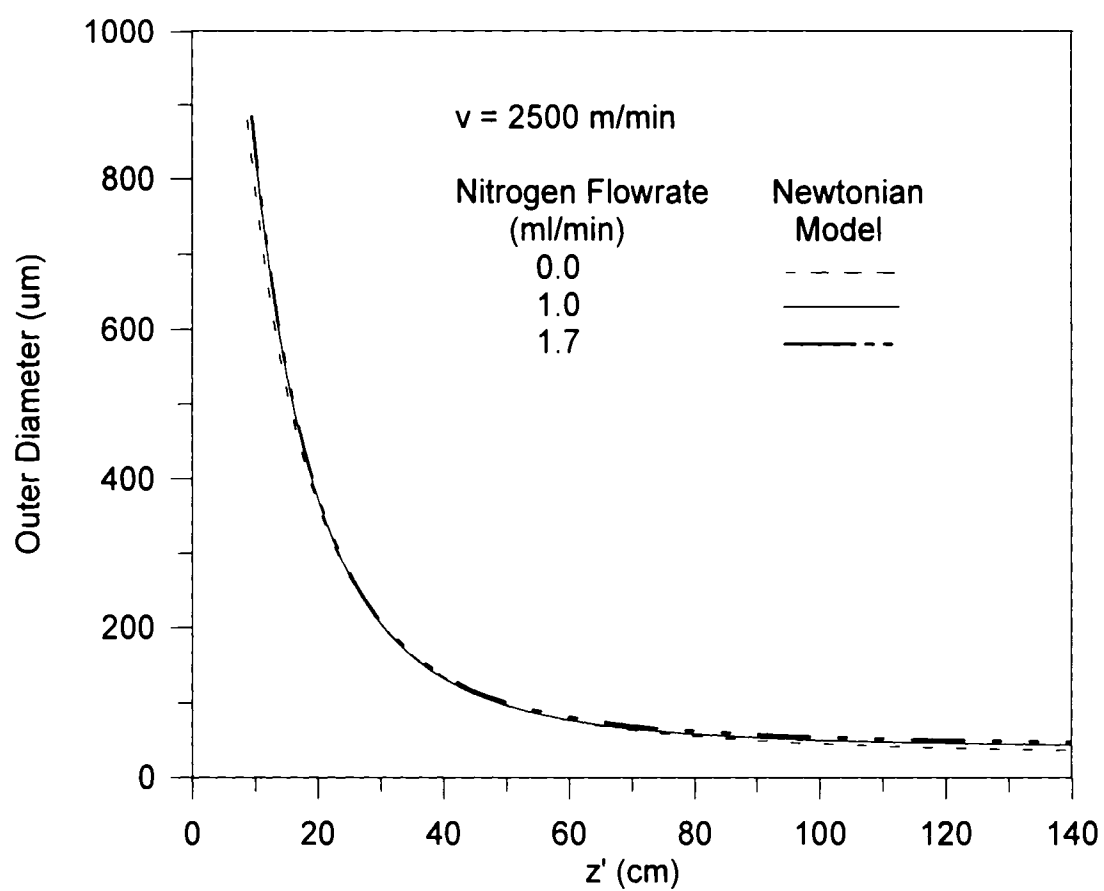 1000
800
600
400
200
0
Outer Diameter (um)
v = 2500 m/min
Nitrogen Flowrate Newtonian
(ml/min) Model
0.0
1.0
1.7
0 20 40 60 80 100 120 140
z' (cm)